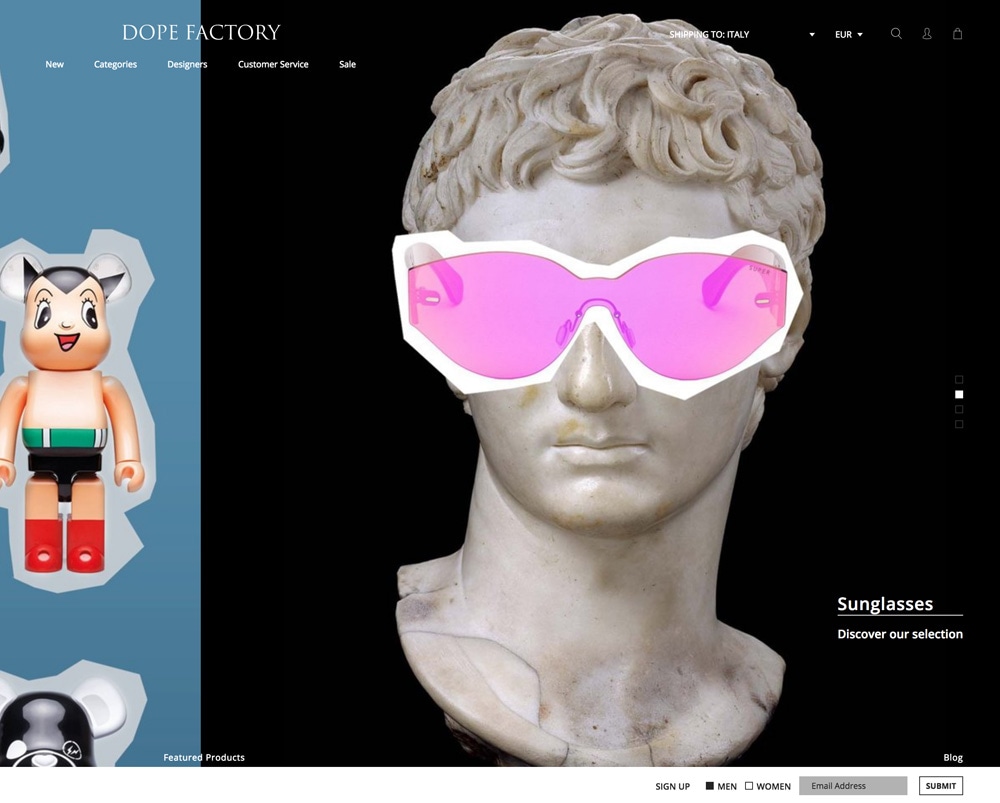 DOPE FACTORY
SHIPPING TO: ITALY
EUR
New
Categories
Designers
Customer Service
Sale
SUPER
Sunglasses
Discover our selection
Featured Products
Blog
SIGN UP
MEN
WOMEN
Email Address
SUBMIT